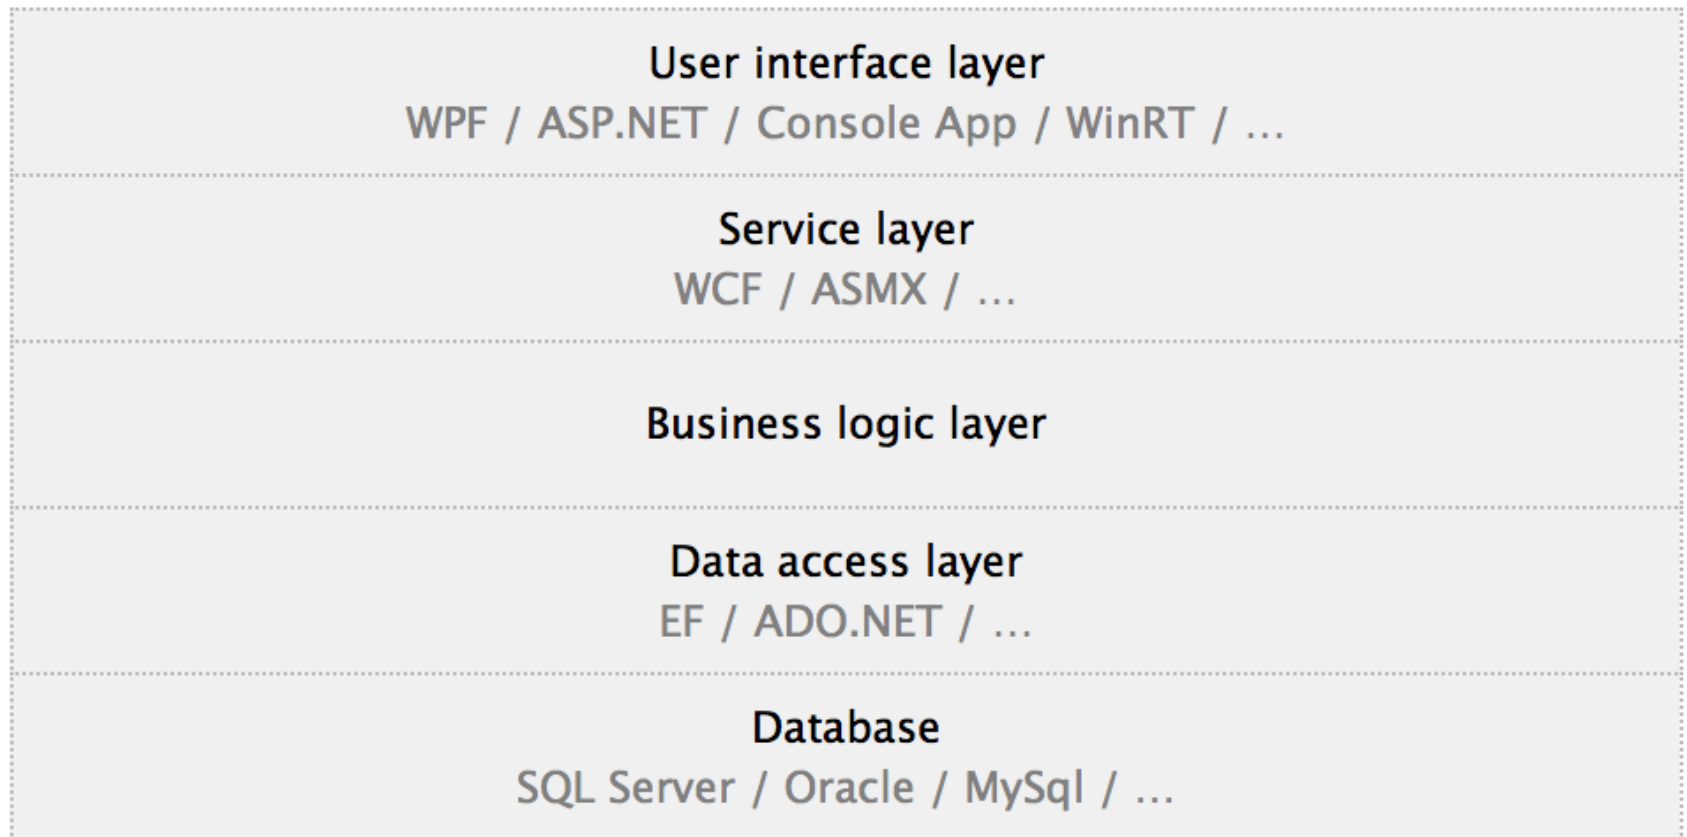 User interface layer
WPF / ASP.NET / Console App / WinRT / ...
Service layer
WCF / ASMX / ...
Business logic layer
Data access layer
EF / ADO.NET / ...
Database
SQL Server / Oracle / MySql / ...